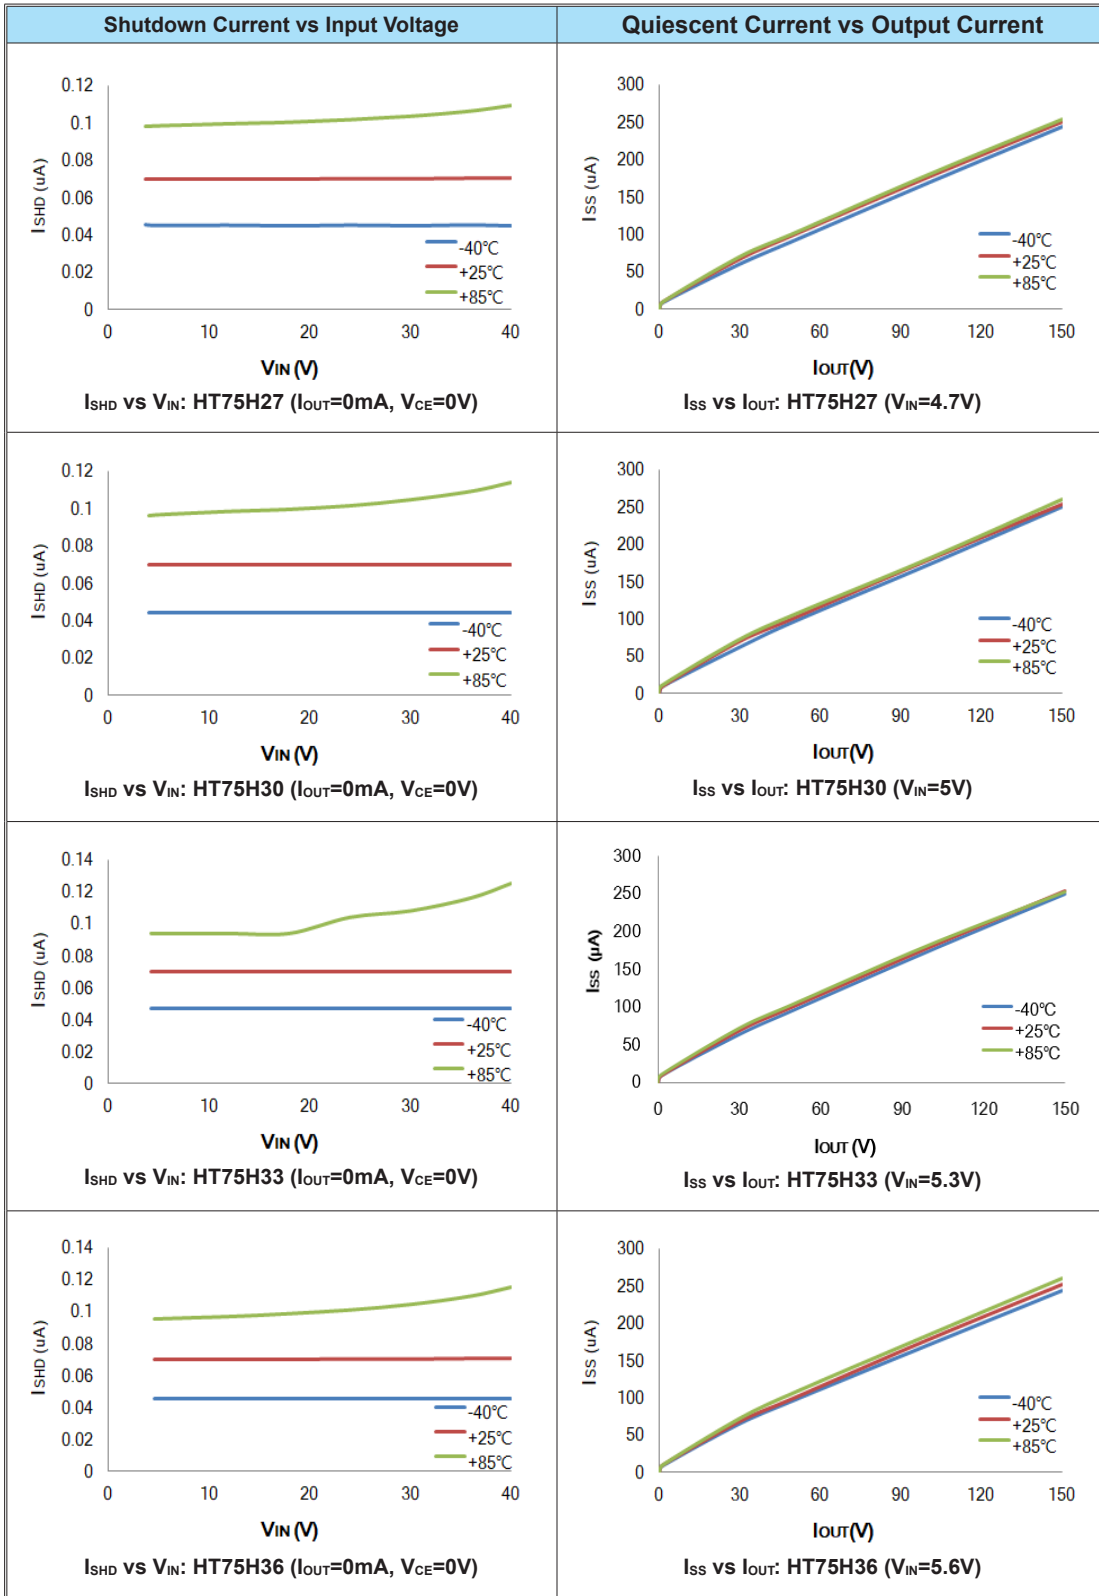 Shutdown Current vs Input Voltage
Quiescent Current vs Output Current
0.12
0.1
0.08
0.06
0.04
0.02
0
ISHD (uA)
-40℃
+25℃
+85℃
0 10 20 30 40
VIN (V)
ISHD vs VIN: HT75H27 (IOUT=0mA, VCE=0V)
300
250
200
150
100
50
0
ISS (uA)
-40℃
+25℃
+85℃
0 30 60 90 120 150
IOUT(V)
ISS vs IOUT: HT75H27 (VIN=4.7V)
0.12
0.1
0.08
0.06
0.04
0.02
0
ISHD (uA)
-40℃
+25℃
+85℃
0 10 20 30 40
VIN (V)
ISHD vs VIN: HT75H30 (IOUT=0mA, VCE=0V)
300
250
200
150
100
50
0
ISS (uA)
-40℃
+25℃
+85℃
0 30 60 90 120 150
IOUT(V)
ISS vs IOUT: HT75H30 (VIN=5V)
0.14
0.12
0.1
0.08
0.06
0.04
0.02
0
ISHD (uA)
-40℃
+25℃
+85℃
0 10 20 30 40
VIN (V)
ISHD vs VIN: HT75H33 (IOUT=0mA, VCE=0V)
300
250
200
150
100
50
0
ISS (µA)
-40℃
+25℃
+85℃
0 30 60 90 120 150
IOUT (V)
ISS vs IOUT: HT75H33 (VIN=5.3V)
0.14
0.12
0.1
0.08
0.06
0.04
0.02
0
ISHD (uA)
-40℃
+25℃
+85℃
0 10 20 30 40
VIN (V)
ISHD vs VIN: HT75H36 (IOUT=0mA, VCE=0V)
300
250
200
150
100
50
0
ISS (uA)
-40℃
+25℃
+85℃
0 30 60 90 120 150
IOUT(V)
ISS vs IOUT: HT75H36 (VIN=5.6V)